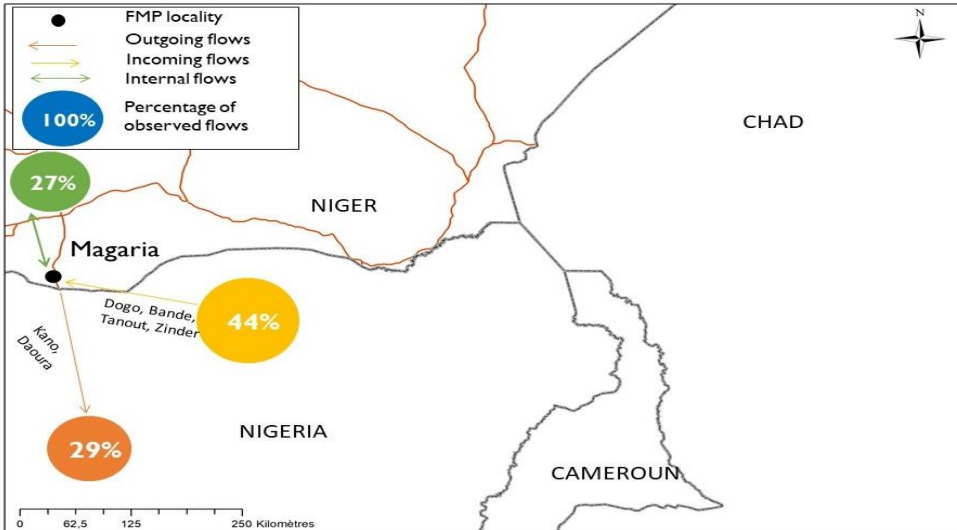 FMP locality
Outgoing flows
Incoming flows
Internal flows
100%
Percentage of
observed flows
N
CHAD
27%
NIGER
Magaria
Dogo, Bande,
Tanout, Zinder
44%
Kano,
Daoura
29%
NIGERIA
CAMEROUN
0 62,5 125 250 Kilomètres